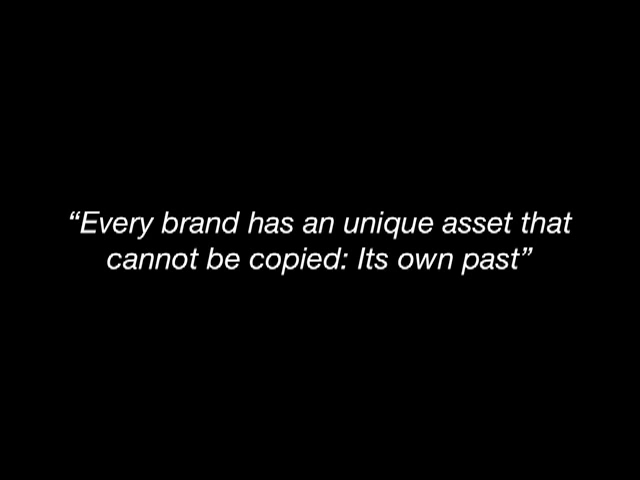 “Every brand has an unique asset that
cannot be copied: Its own past”